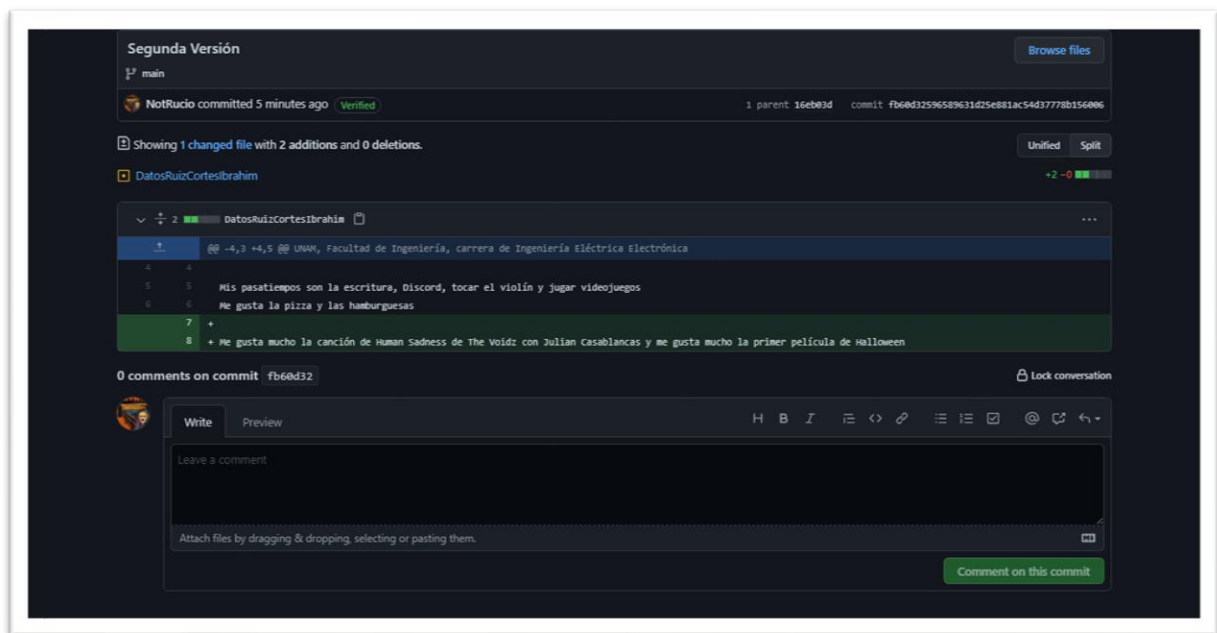 Segunda Versión
Browse files
main
NotRucio committed 5 minutes ago Verified
1 parent 16eb03d commit fb60d32596589631d25e881ac54d37778b156006
Showing 1 changed file with 2 additions and 0 deletions.
Unified Split
DatosRuizCortesIbrahim
+2 -0
2 DatosRuizCortesIbrahim
...
@@ -4,3 +4,5 @@ UNAM, Facultad de Ingeniería, carrera de Ingeniería Eléctrica Electrónica
4 4
5 5 Mis pasatiempos son la escritura, Discord, tocar el violín y jugar videojuegos
6 6 Me gusta la pizza y las hamburguesas
7 +
8 + Me gusta mucho la canción de Human Sadness de The Voidz con Julian Casablancas y me gusta mucho la primer película de Halloween
0 comments on commit fb60d32
Lock conversation
Write Preview
H B I
Leave a comment
Attach files by dragging & dropping, selecting or pasting them.
Comment on this commit